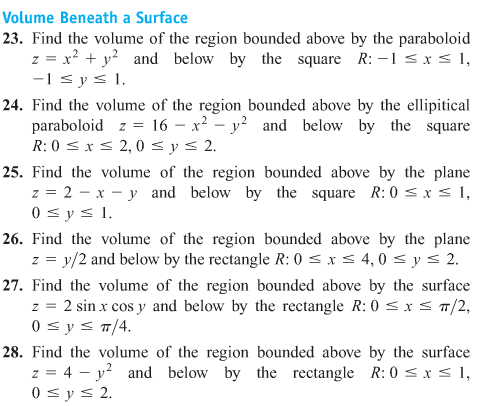 Volume Beneath a Surface
23. Find the volume of the region bounded above by the paraboloid
z = x² + y² and below by the square R: −1 ≤ x ≤ 1,
−1 ≤ y ≤ 1.
24. Find the volume of the region bounded above by the ellipitical
paraboloid z = 16 − x² − y² and below by the square
R: 0 ≤ x ≤ 2, 0 ≤ y ≤ 2.
25. Find the volume of the region bounded above by the plane
z = 2 − x − y and below by the square R: 0 ≤ x ≤ 1,
0 ≤ y ≤ 1.
26. Find the volume of the region bounded above by the plane
z = y/2 and below by the rectangle R: 0 ≤ x ≤ 4, 0 ≤ y ≤ 2.
27. Find the volume of the region bounded above by the surface
z = 2 sin x cos y and below by the rectangle R: 0 ≤ x ≤ π/2,
0 ≤ y ≤ π/4.
28. Find the volume of the region bounded above by the surface
z = 4 − y² and below by the rectangle R: 0 ≤ x ≤ 1,
0 ≤ y ≤ 2.